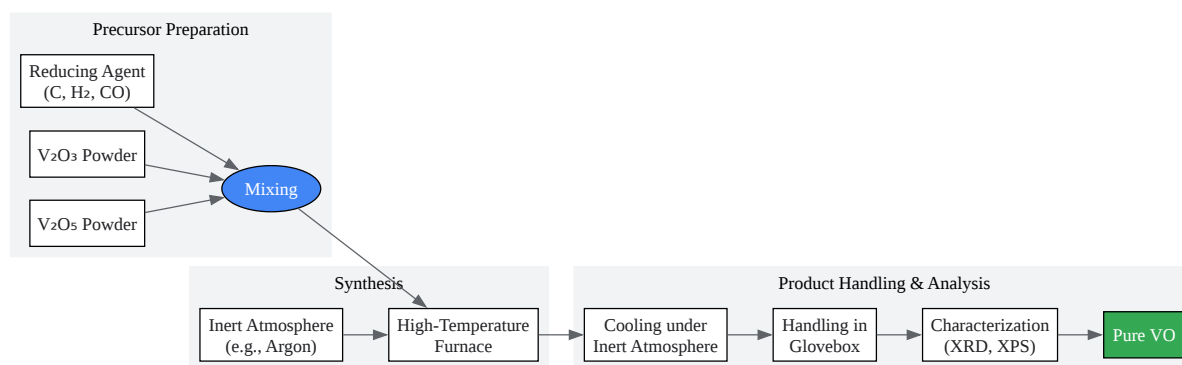 Precursor Preparation
Reducing Agent
(C, H₂, CO)
V₂O₃ Powder
Mixing
V₂O₅ Powder
Synthesis
Inert Atmosphere
(e.g., Argon)
High-Temperature
Furnace
Product Handling & Analysis
Cooling under
Inert Atmosphere
Handling in
Glovebox
Characterization
(XRD, XPS)
Pure VO